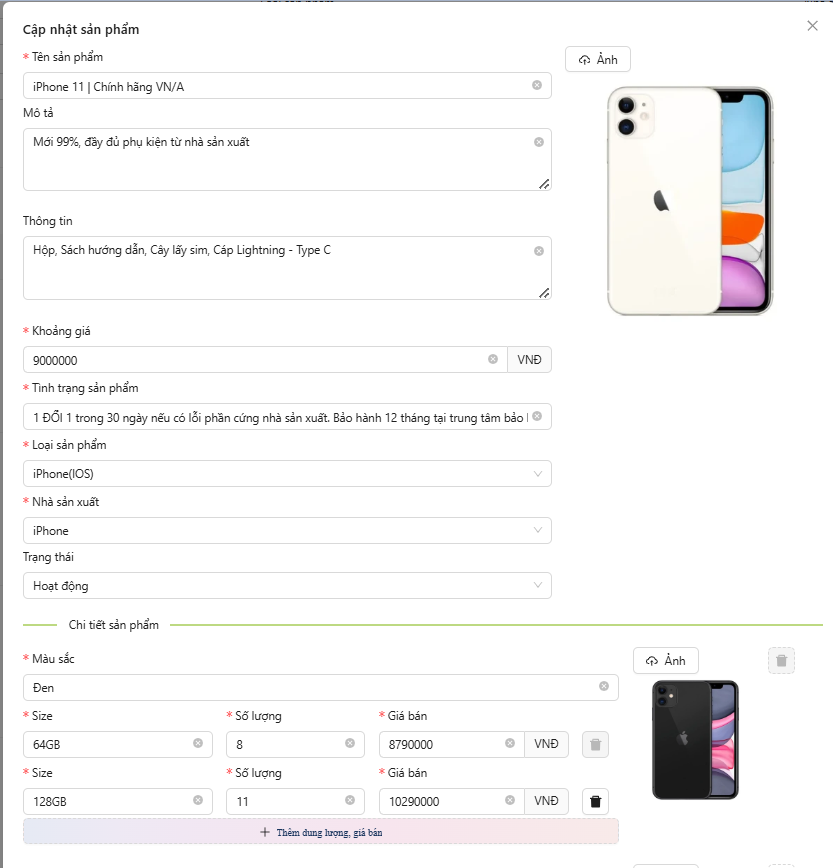 Cập nhật sản phẩm
* Tên sản phẩm
Ảnh
iPhone 11 | Chính hãng VN/A
Mô tả
Mới 99%, đầy đủ phụ kiện từ nhà sản xuất
Thông tin
Hộp, Sách hướng dẫn, Cây lấy sim, Cáp Lightning - Type C
* Khoảng giá
9000000 VNĐ
* Tình trạng sản phẩm
1 ĐỔI 1 trong 30 ngày nếu có lỗi phần cứng nhà sản xuất. Bảo hành 12 tháng tại trung tâm bảo
* Loại sản phẩm
iPhone(IOS)
* Nhà sản xuất
iPhone
Trạng thái
Hoạt động
Chi tiết sản phẩm
* Màu sắc
Ảnh
Đen
* Size * Số lượng * Giá bán
64GB 8 8790000 VNĐ
* Size * Số lượng * Giá bán
128GB 11 10290000 VNĐ
+ Thêm dung lượng, giá bán